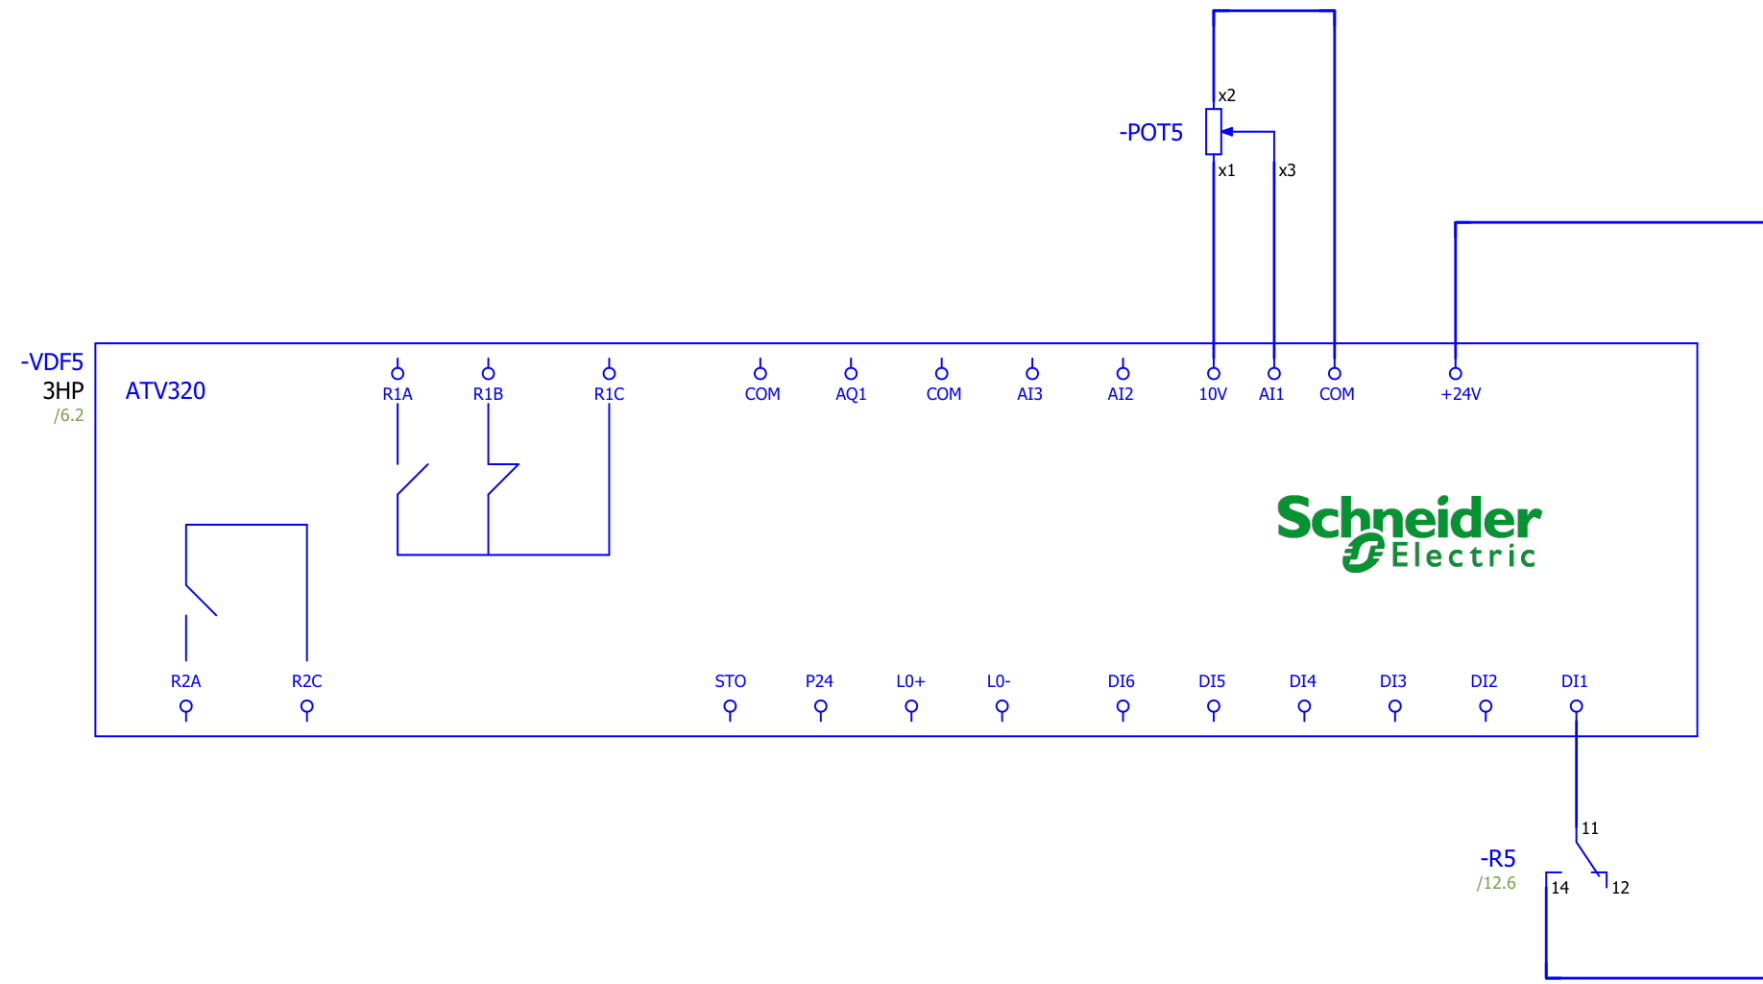 x2
-POT5
x1 x3
-VDF5
3HP
/6.2
ATV320
R1A R1B R1C COM AQ1 COM AI3 AI2 10V AI1 COM +24V
Schneider
Electric
R2A R2C STO P24 L0+ L0- DI6 DI5 DI4 DI3 DI2 DI1
11
-R5
/12.6
14 12